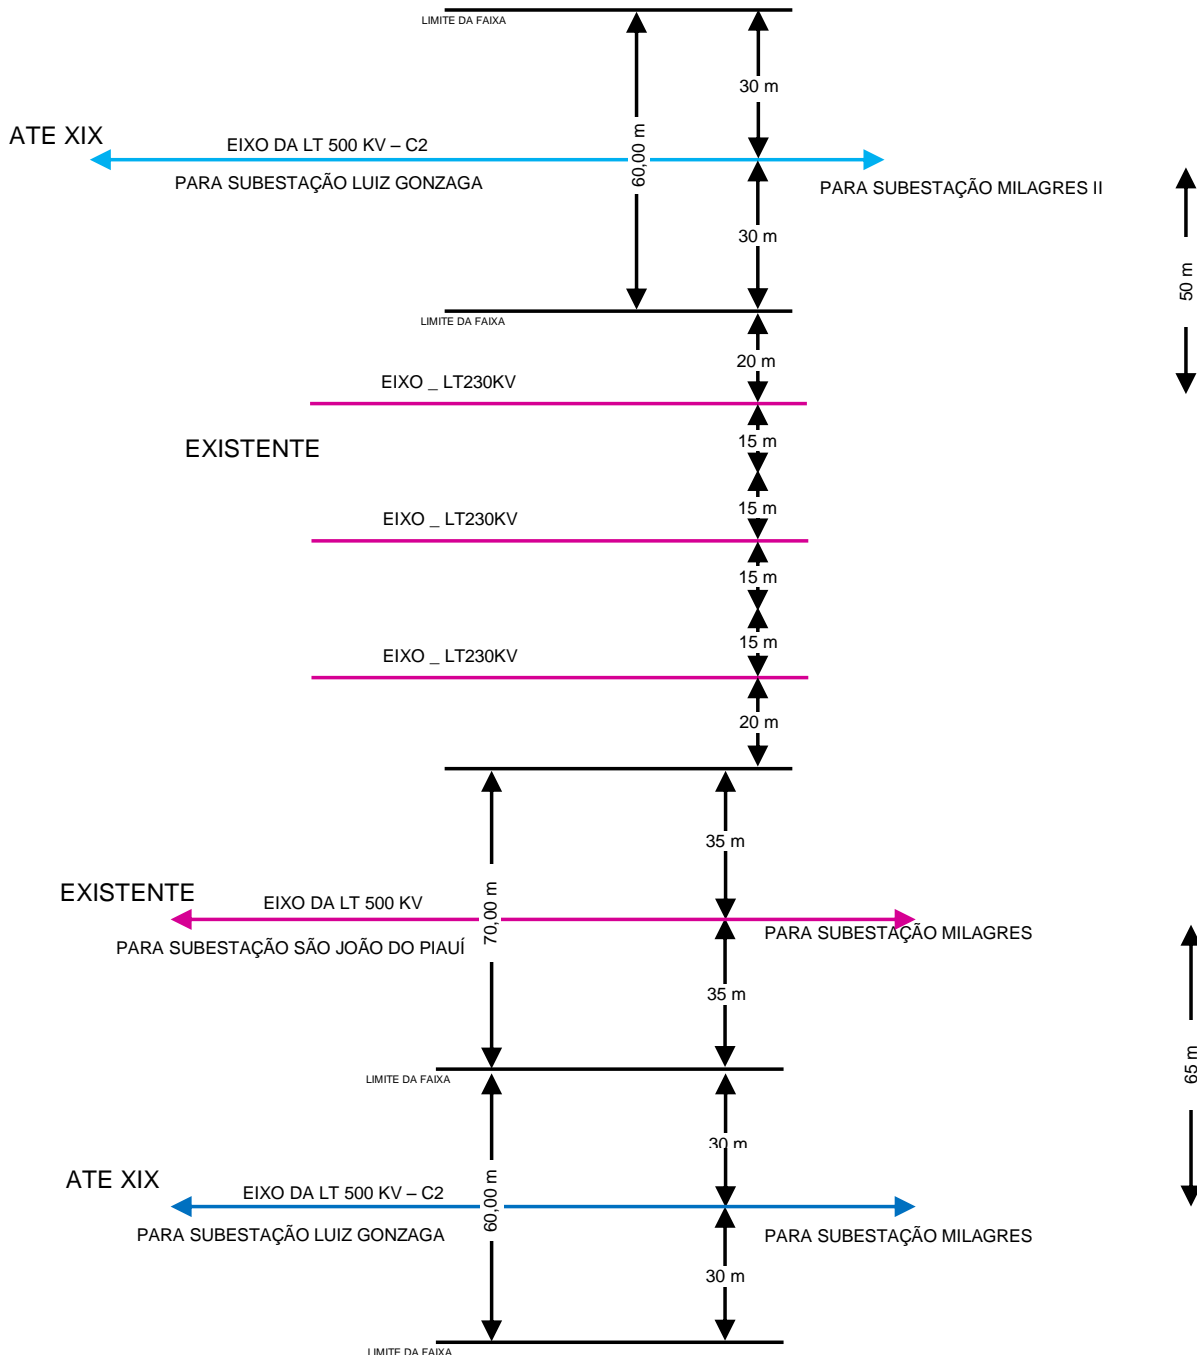 LIMITE DA FAIXA
30 m
ATE XIX
EIXO DA LT 500 KV – C2
60,00 m
PARA SUBESTAÇÃO LUIZ GONZAGA
PARA SUBESTAÇÃO MILAGRES II
30 m
50 m
LIMITE DA FAIXA
20 m
EIXO _ LT230KV
EXISTENTE
15 m
15 m
EIXO _ LT230KV
15 m
15 m
EIXO _ LT230KV
20 m
35 m
EXISTENTE
EIXO DA LT 500 KV
70,00 m
PARA SUBESTAÇÃO SÃO JOÃO DO PIAUÍ
PARA SUBESTAÇÃO MILAGRES
35 m
65 m
LIMITE DA FAIXA
30 m
ATE XIX
EIXO DA LT 500 KV – C2
60,00 m
PARA SUBESTAÇÃO LUIZ GONZAGA
PARA SUBESTAÇÃO MILAGRES
30 m
LIMITE DA FAIXA